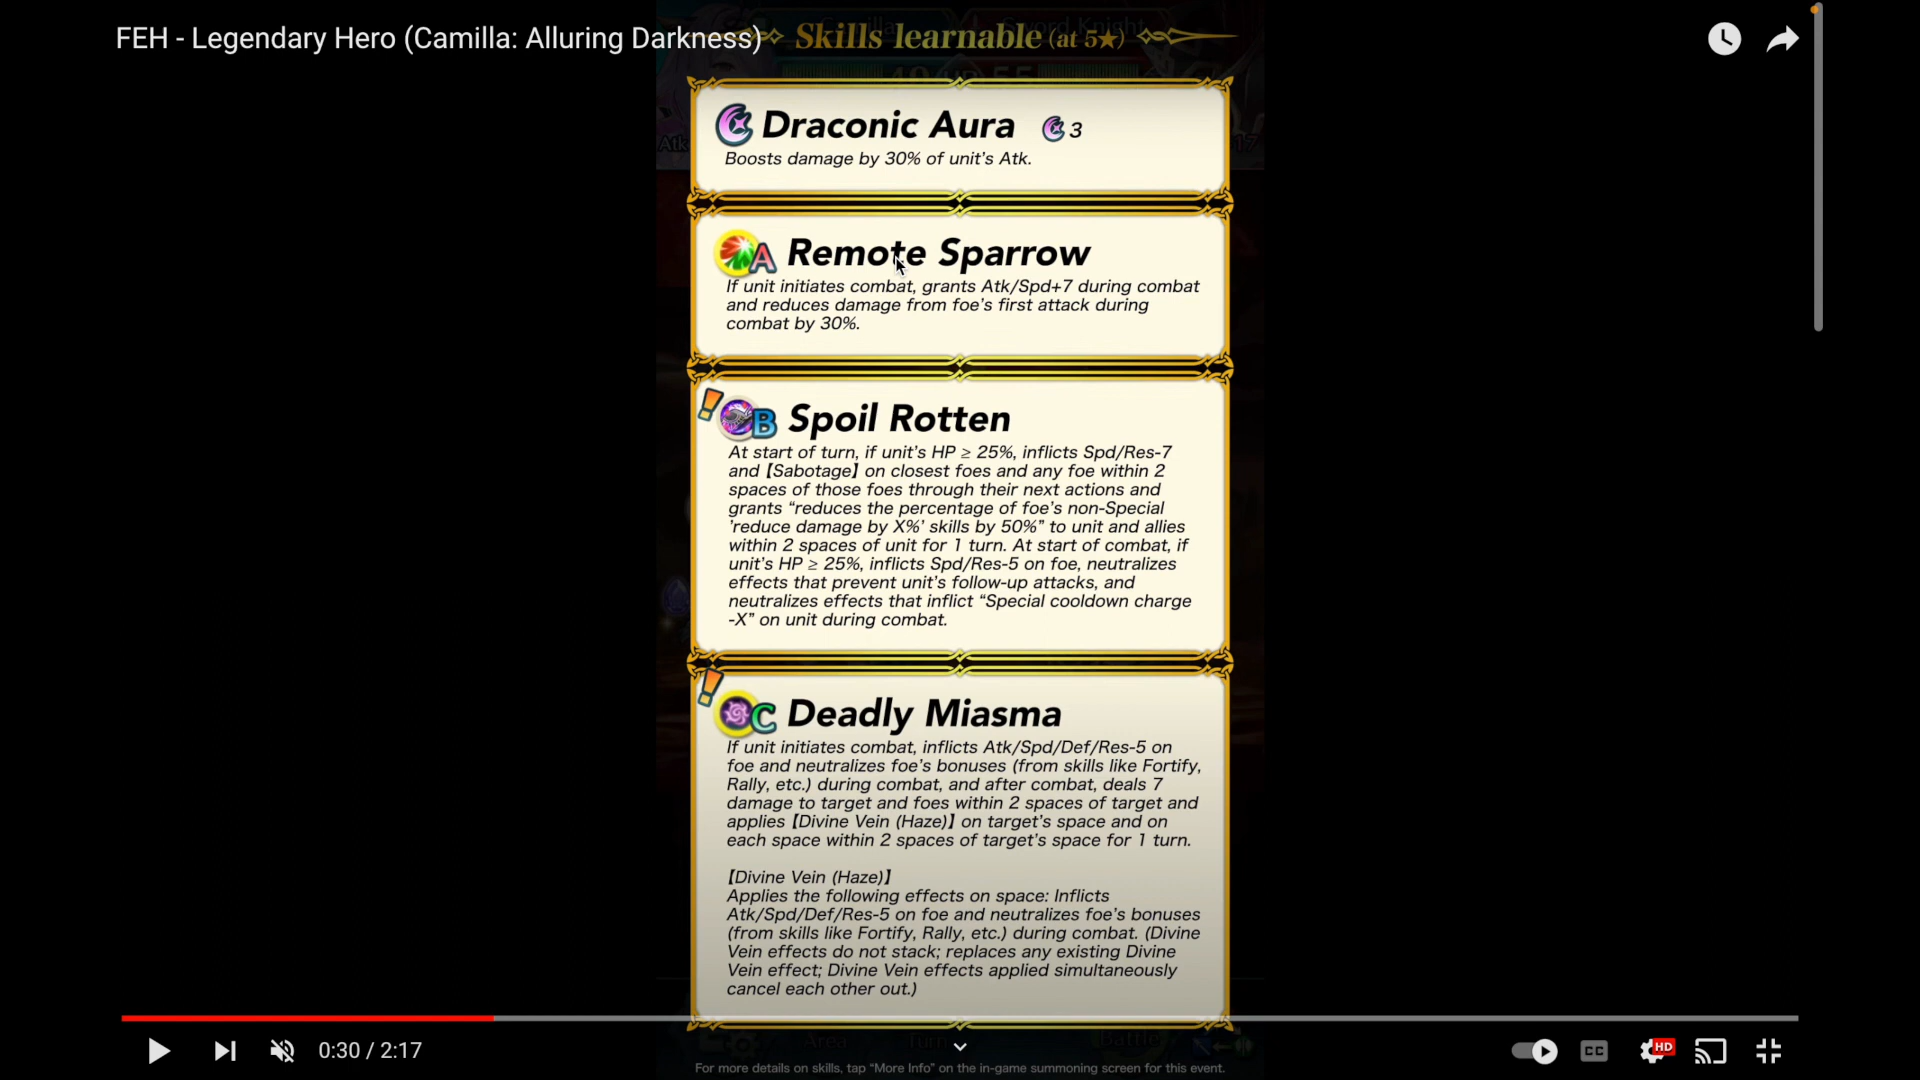 FEH - Legendary Hero (Camilla: Alluring Darkness)
Skills learnable (at 5★)
Draconic Aura 3
Boosts damage by 30% of unit's Atk.
A Remote Sparrow
If unit initiates combat, grants Atk/Spd+7 during combat
and reduces damage from foe's first attack during
combat by 30%.
B Spoil Rotten
At start of turn, if unit's HP ≥ 25%, inflicts Spd/Res-7
and【Sabotage】on closest foes and any foe within 2
spaces of those foes through their next actions and
grants “reduces the percentage of foe's non-Special
'reduce damage by X%' skills by 50%” to unit and allies
within 2 spaces of unit for 1 turn. At start of combat, if
unit's HP ≥ 25%, inflicts Spd/Res-5 on foe, neutralizes
effects that prevent unit's follow-up attacks, and
neutralizes effects that inflict “Special cooldown charge
-X” on unit during combat.
C Deadly Miasma
If unit initiates combat, inflicts Atk/Spd/Def/Res-5 on
foe and neutralizes foe's bonuses (from skills like Fortify,
Rally, etc.) during combat, and after combat, deals 7
damage to target and foes within 2 spaces of target and
applies【Divine Vein (Haze)】on target's space and on
each space within 2 spaces of target's space for 1 turn.
【Divine Vein (Haze)】
Applies the following effects on space: Inflicts
Atk/Spd/Def/Res-5 on foe and neutralizes foe's bonuses
(from skills like Fortify, Rally, etc.) during combat. (Divine
Vein effects do not stack; replaces any existing Divine
Vein effect; Divine Vein effects applied simultaneously
cancel each other out.)
0:30 / 2:17
CC
HD
For more details on skills, tap “More Info” on the in-game summoning screen for this event.